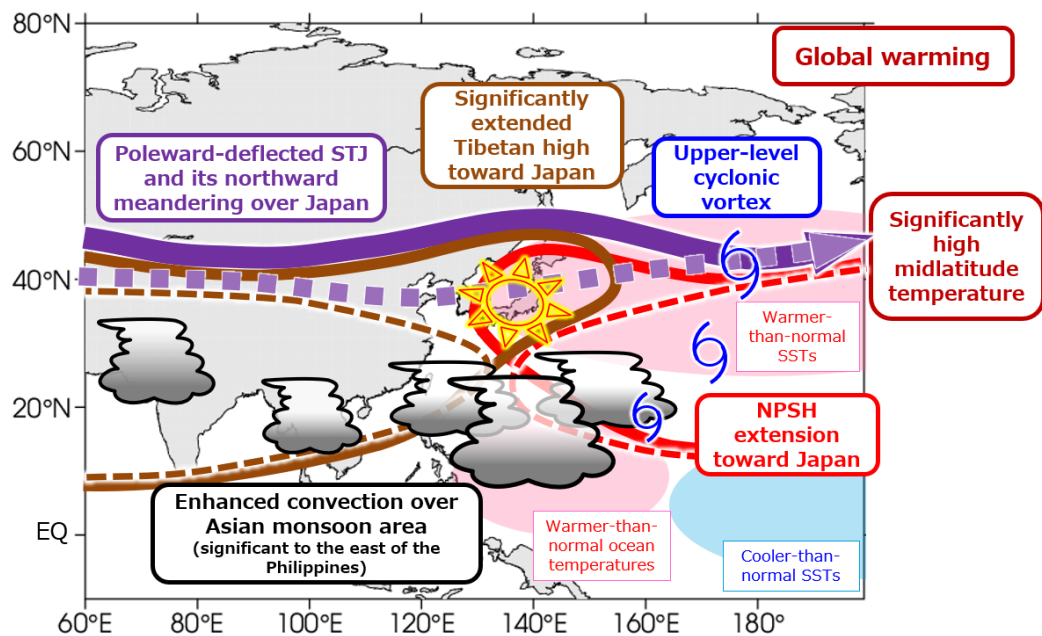 80°N
Global warming
Significantly
extended
Tibetan high
toward Japan
60°N
Poleward-deflected STJ
and its northward
meandering over Japan
Upper-level
cyclonic
vortex
Significantly
high
midlatitude
temperature
40°N
Warmer-
than-normal
SSTs
20°N
NPSH
extension
toward Japan
Enhanced convection over
Asian monsoon area
(significant to the east of the
Philippines)
EQ
Warmer-than-
normal ocean
temperatures
Cooler-than-
normal SSTs
60°E 80°E 100°E 120°E 140°E 160°E 180°